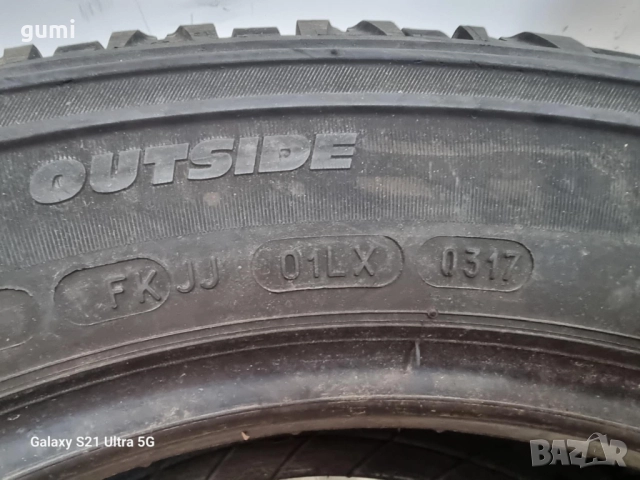 gumi
OUTSIDE
FK JJ 01LX 0317
Galaxy S21 Ultra 5G
BAZAR